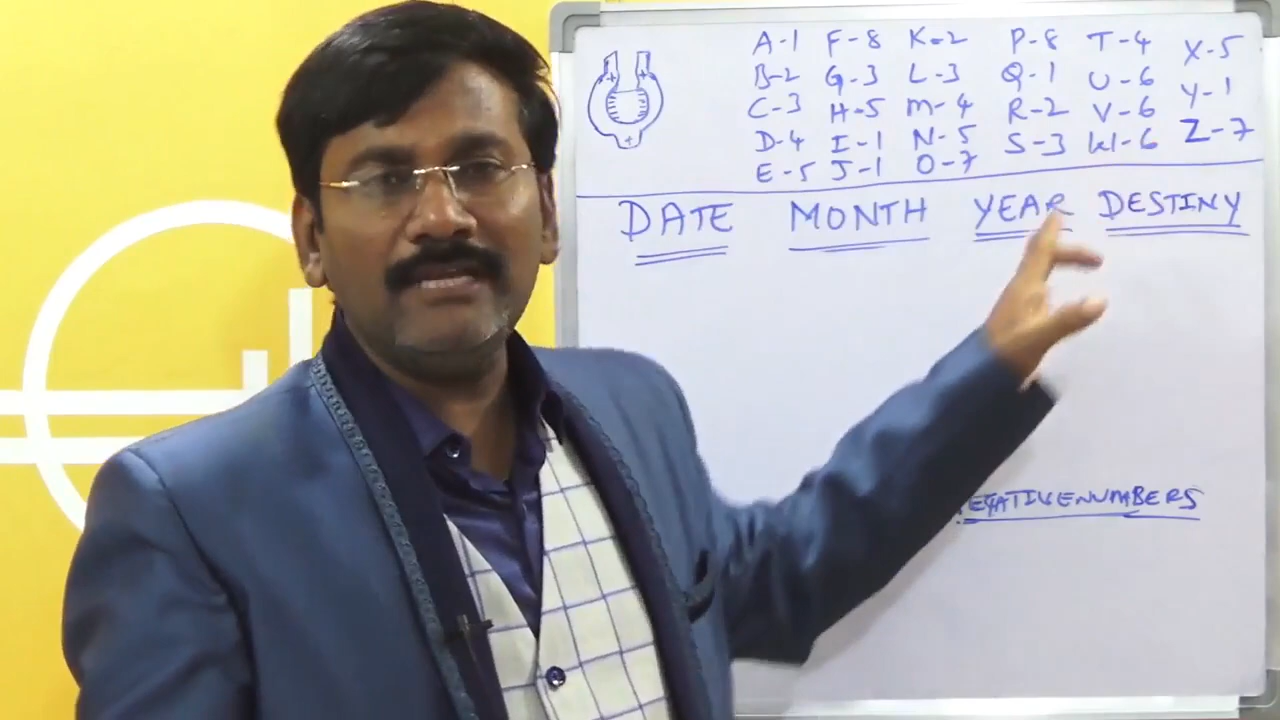 A-1 F-8 K-2 P-8 T-4 X-5
B-2 G-3 L-3 Q-1 U-6 Y-1
C-3 H-5 M-4 R-2 V-6 Z-7
D-4 I-1 N-5 S-3 W-6
E-5 J-1 O-7
DATE MONTH YEAR DESTINY
NUMBERS